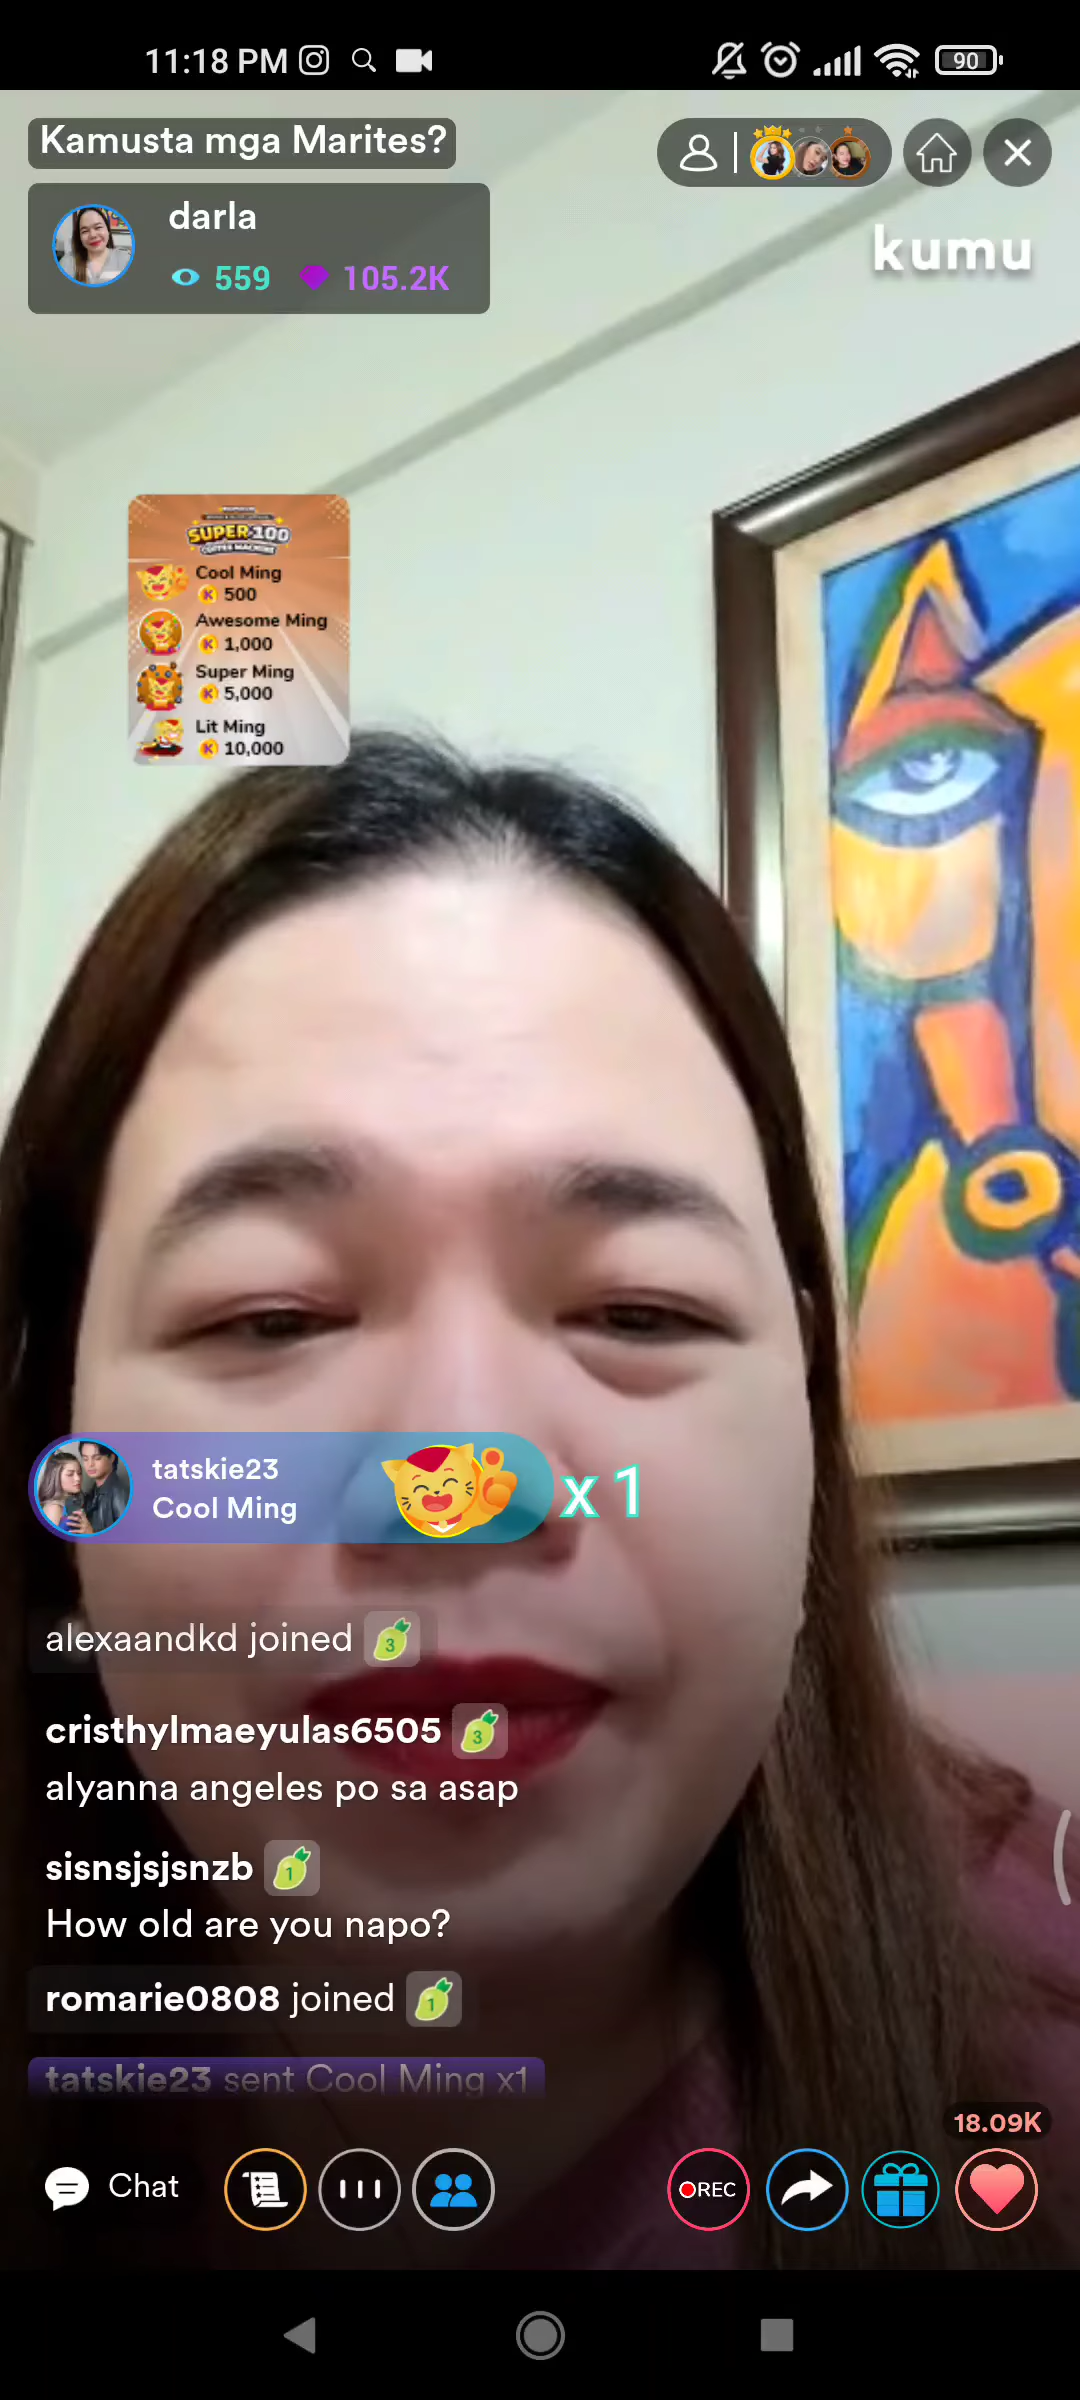 11:18 PM
90
Kamusta mga Marites?
darla
559 105.2K
kumu
SUPER 100
COFFEE MACHINE
Cool Ming
K 500
Awesome Ming
K 1,000
Super Ming
K 5,000
Lit Ming
K 10,000
tatskie23
Cool Ming
x 1
alexaandkd joined 3
cristhylmaeyulas6505 3
alyanna angeles po sa asap
sisnsjsjsnzb 1
How old are you napo?
romarie0808 joined 1
tatskie23 sent Cool Ming x1
18.09K
Chat
REC